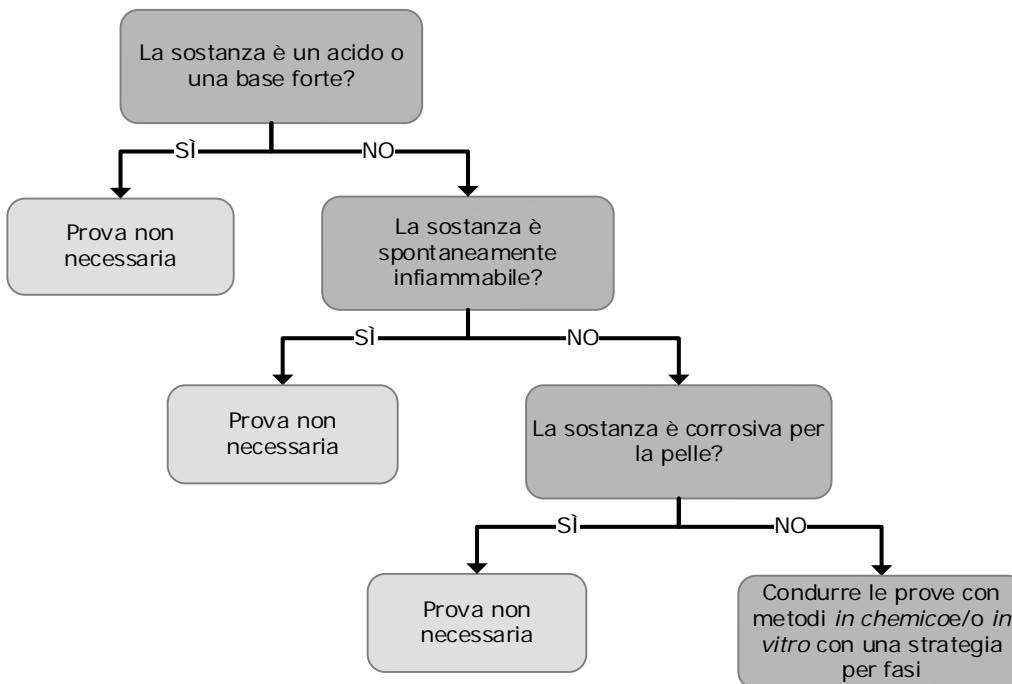 La sostanza è un acido o
una base forte?
SÌ
NO
Prova non
necessaria
La sostanza è
spontaneamente
infiammabile?
SÌ
NO
Prova non
necessaria
La sostanza è corrosiva per
la pelle?
SÌ
NO
Prova non
necessaria
Condurre le prove con
metodi in chemicoe/o in
vitro con una strategia
per fasi